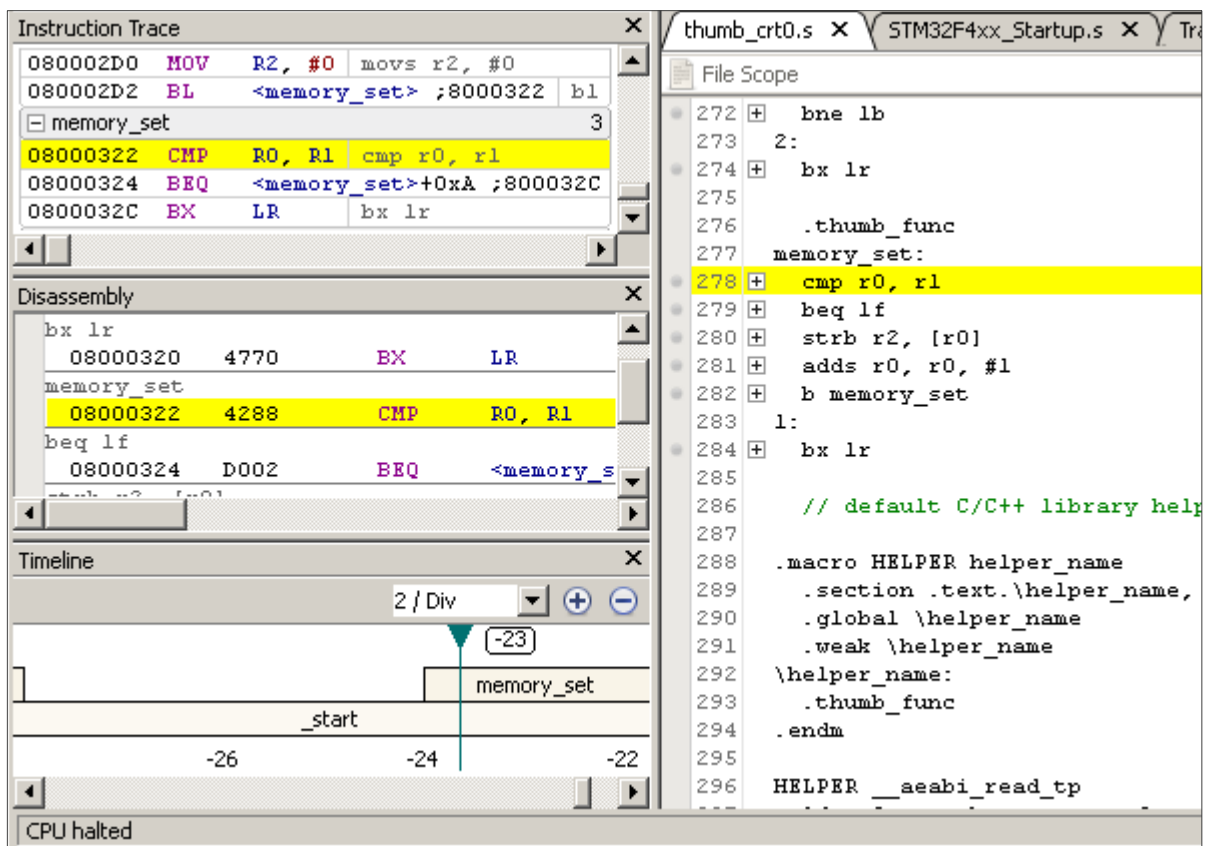 Instruction Trace
080002D0 MOV R2, #0 movs r2, #0
080002D2 BL <memory_set> ;8000322 bl
memory_set 3
08000322 CMP R0, R1 cmp r0, r1
08000324 BEQ <memory_set>+0xA ;800032C
0800032C BX LR bx lr
Disassembly
bx lr
08000320 4770 BX LR
memory_set
08000322 4288 CMP R0, R1
beq 1f
08000324 D002 BEQ <memory_s
Timeline
2 / Div
-23
memory_set
_start
-26 -24 -22
CPU halted
thumb_crt0.s STM32F4xx_Startup.s Tra
File Scope
272 bne 1b
273 2:
274 bx lr
275
276 .thumb_func
277 memory_set:
278 cmp r0, r1
279 beq 1f
280 strb r2, [r0]
281 adds r0, r0, #1
282 b memory_set
283 1:
284 bx lr
285
286 // default C/C++ library help
287
288 .macro HELPER helper_name
289 .section .text.\helper_name,
290 .global \helper_name
291 .weak \helper_name
292 \helper_name:
293 .thumb_func
294 .endm
295
296 HELPER __aeabi_read_tp